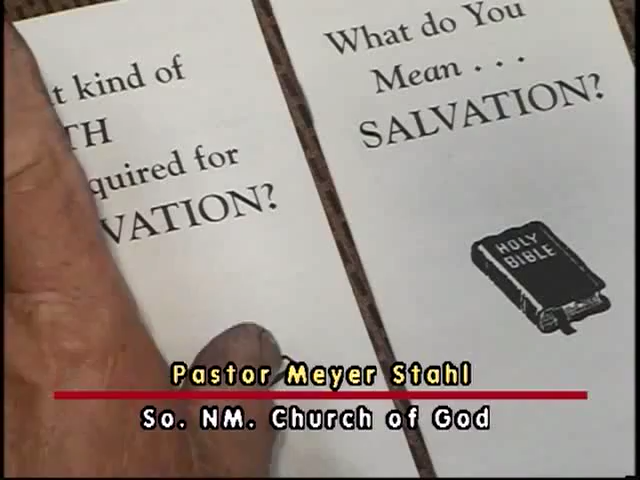 t kind of
TH
quired for
VATION?
What do You
Mean . . .
SALVATION?
HOLY
BIBLE
Pastor Meyer Stahl
So. NM. Church of God